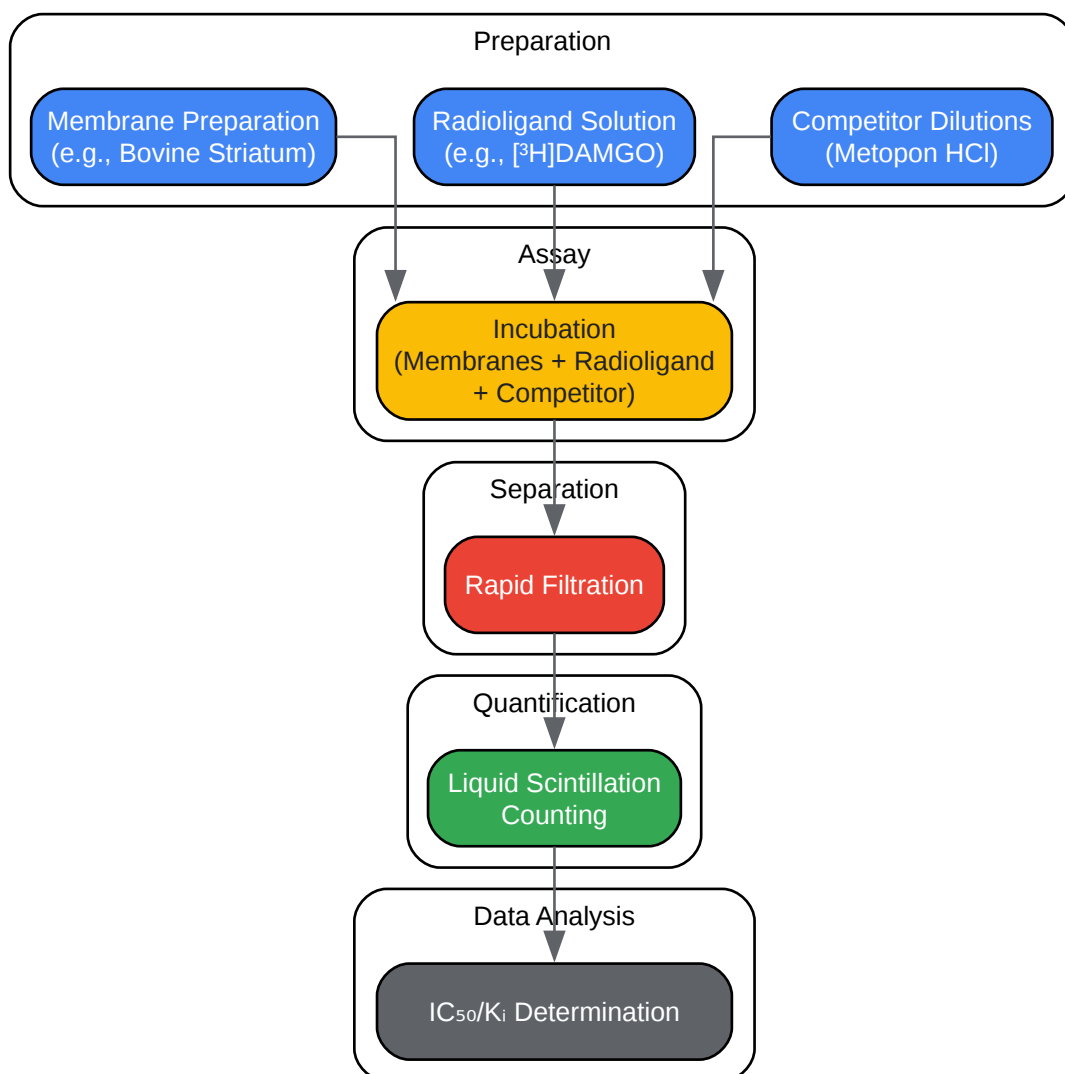 Preparation
Membrane Preparation
(e.g., Bovine Striatum)
Radioligand Solution
(e.g., [³H]DAMGO)
Competitor Dilutions
(Metopon HCl)
Assay
Incubation
(Membranes + Radioligand
+ Competitor)
Separation
Rapid Filtration
Quantification
Liquid Scintillation
Counting
Data Analysis
IC₅₀/Kᵢ Determination